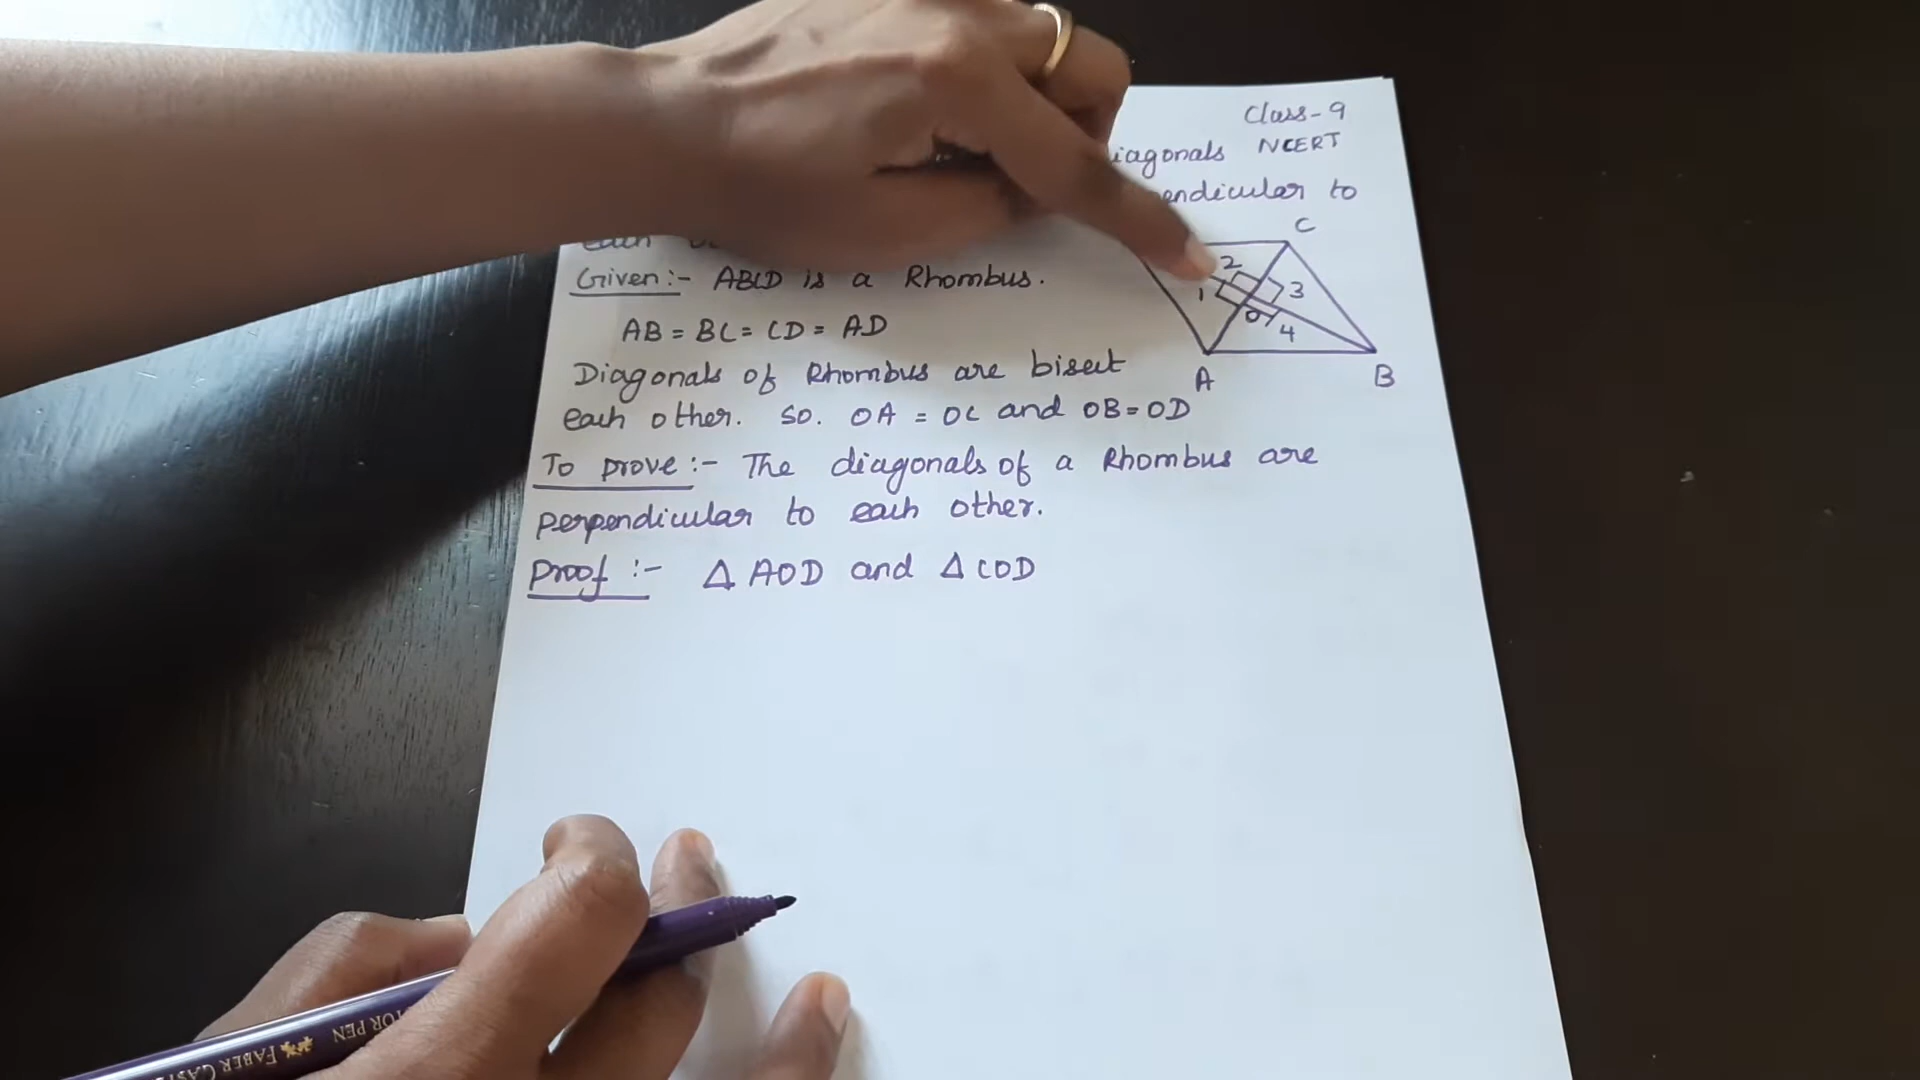 Class-9
iagonals NCERT
endicular to
each
C
Given :- ABCD is a Rhombus.
2
1
3
O
4
AB = BC = CD = AD
Diagonals of Rhombus are bisect
A
B
each other. so. OA = OC and OB = OD
To prove :- The diagonals of a Rhombus are
perpendicular to each other.
Proof :- Δ AOD and Δ COD
TOR PEN FABER CAST